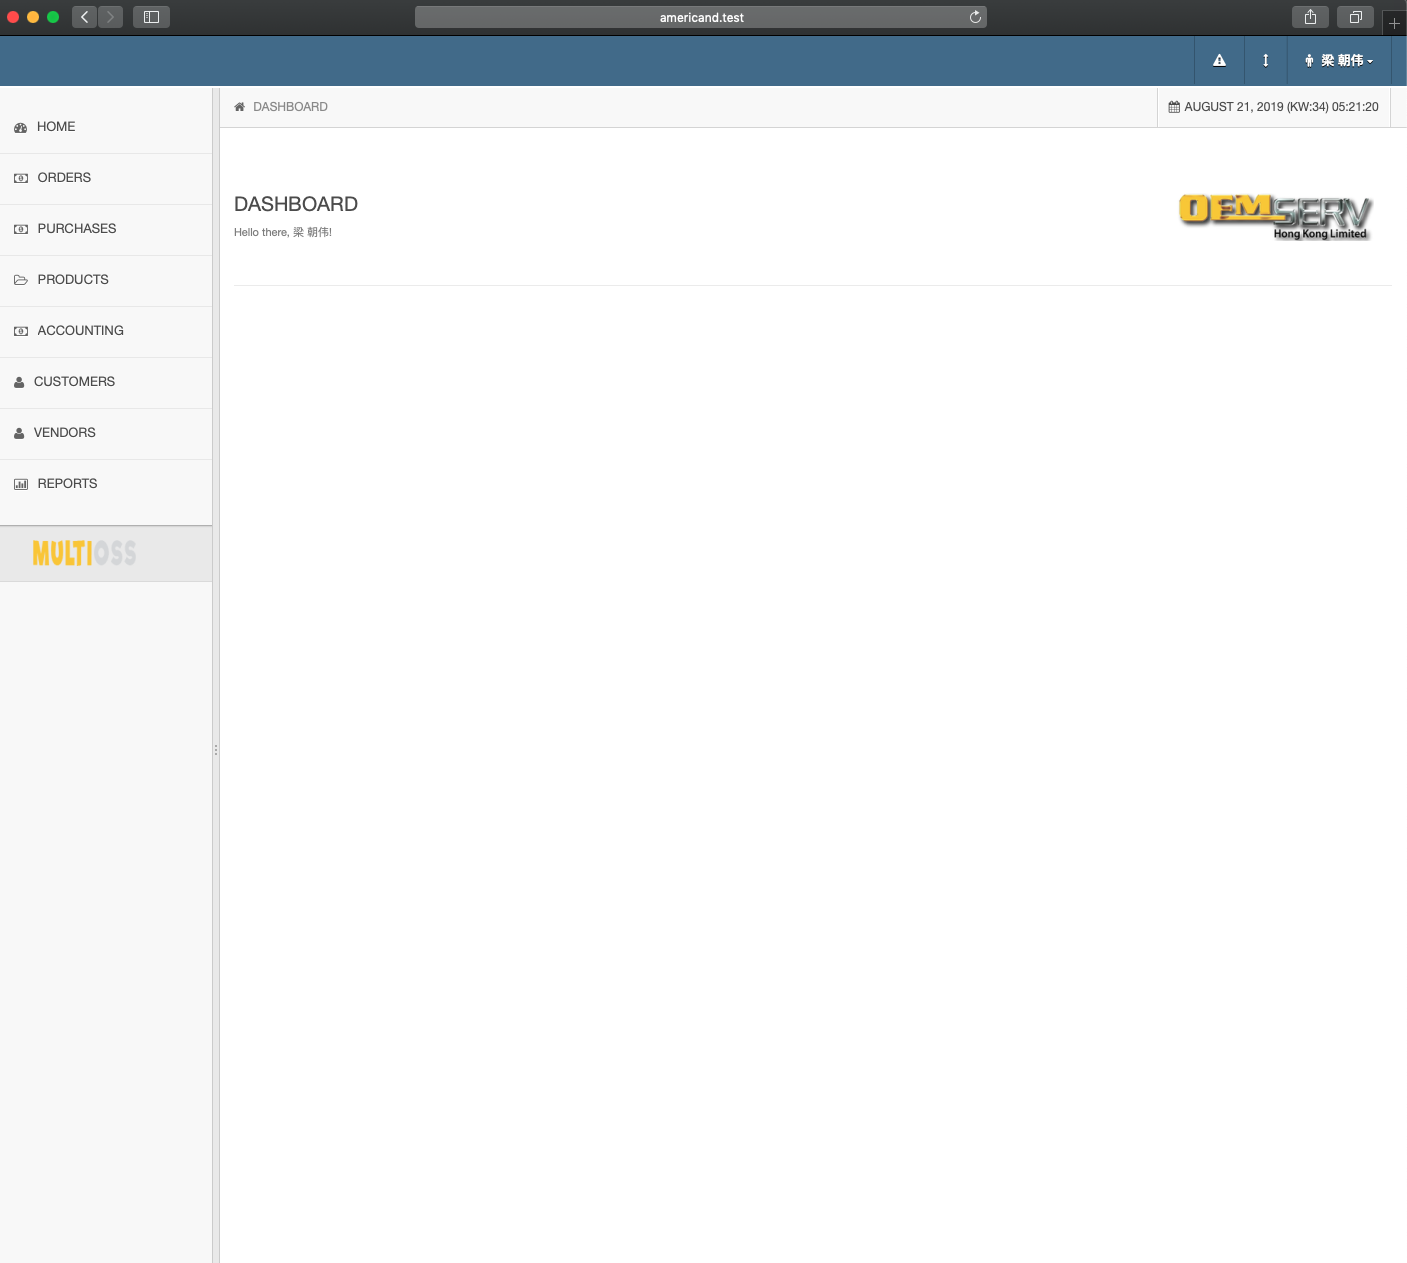 americand.test
梁 朝伟
DASHBOARD
AUGUST 21, 2019 (KW:34) 05:21:20
HOME
ORDERS
PURCHASES
PRODUCTS
ACCOUNTING
CUSTOMERS
VENDORS
REPORTS
MULTIOSS
DASHBOARD
Hello there, 梁 朝伟!
OEMSERV
Hong Kong Limited